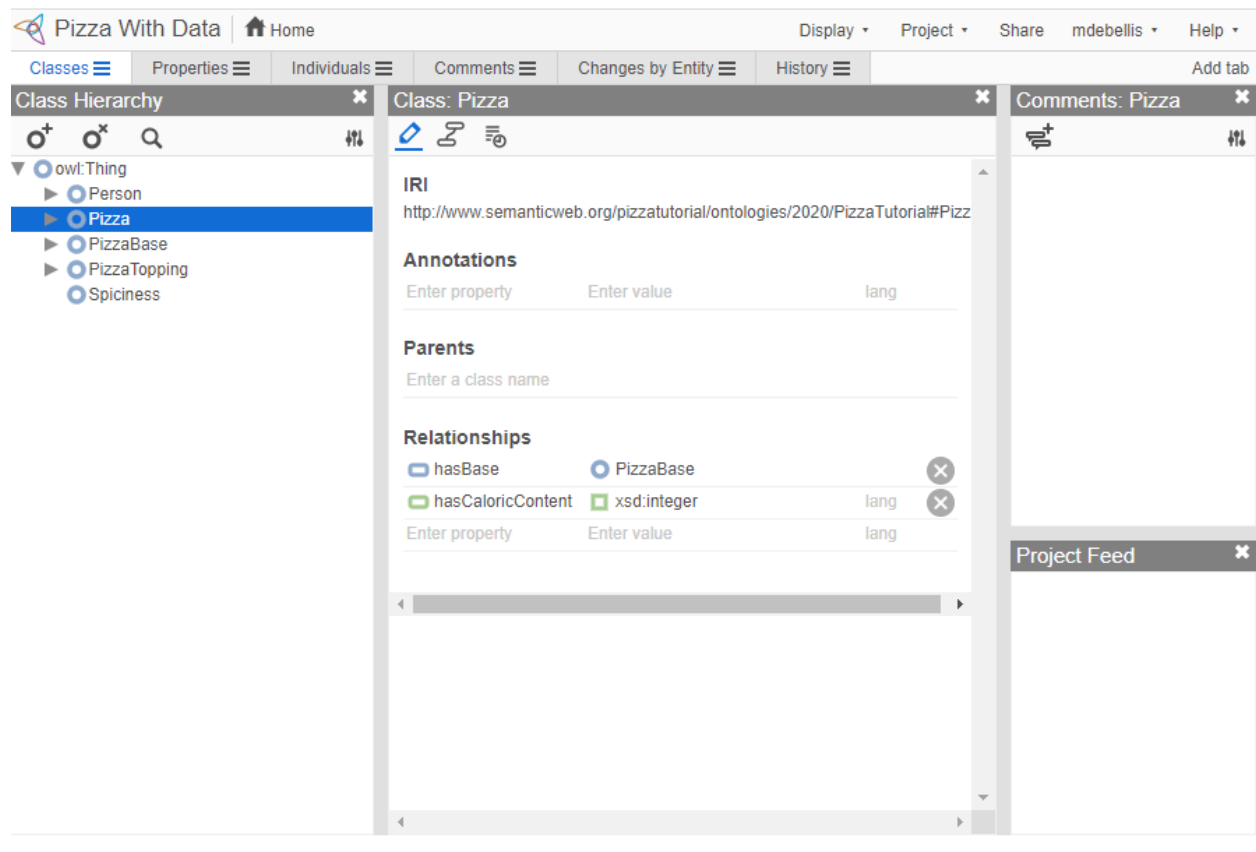 Pizza With Data Home Display Project Share mdebellis Help
Classes Properties Individuals Comments Changes by Entity History Add tab
Class Hierarchy
owl:Thing
Person
Pizza
PizzaBase
PizzaTopping
Spiciness
Class: Pizza
IRI
http://www.semanticweb.org/pizzatutorial/ontologies/2020/PizzaTutorial#Pizz
Annotations
Enter property Enter value lang
Parents
Enter a class name
Relationships
hasBase PizzaBase
hasCaloricContent xsd:integer lang
Enter property Enter value lang
Comments: Pizza
Project Feed